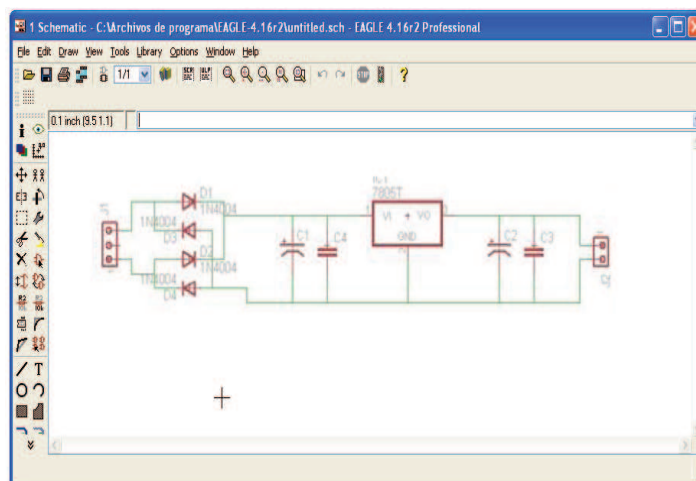 1 Schematic - C:\Archivos de programa\EAGLE-4.16r2\untitled.sch - EAGLE 4.16r2 Professional
File Edit Draw View Tools Library Options Window Help
1/1
0.1 inch (9.5 1.1)
D1
1N4004
1N4004
D3
D2
1N4004
1N4004
D4
C1
C4
7805T
VI
VO
GND
C2
C3